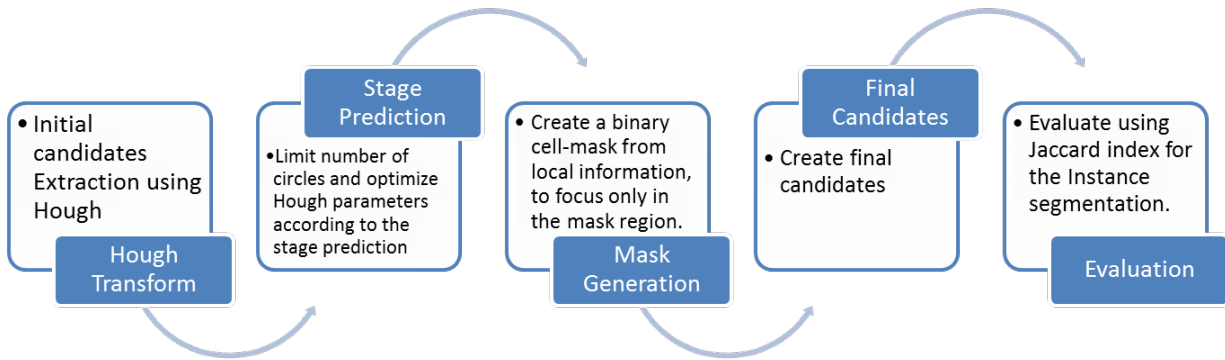 • Initial
candidates
Extraction using
Hough
Hough
Transform
Stage
Prediction
•Limit number of
circles and optimize
Hough parameters
according to the
stage prediction
• Create a binary
cell-mask from
local information,
to focus only in
the mask region.
Mask
Generation
Final
Candidates
• Create final
candidates
• Evaluate using
Jaccard index for
the Instance
segmentation.
Evaluation